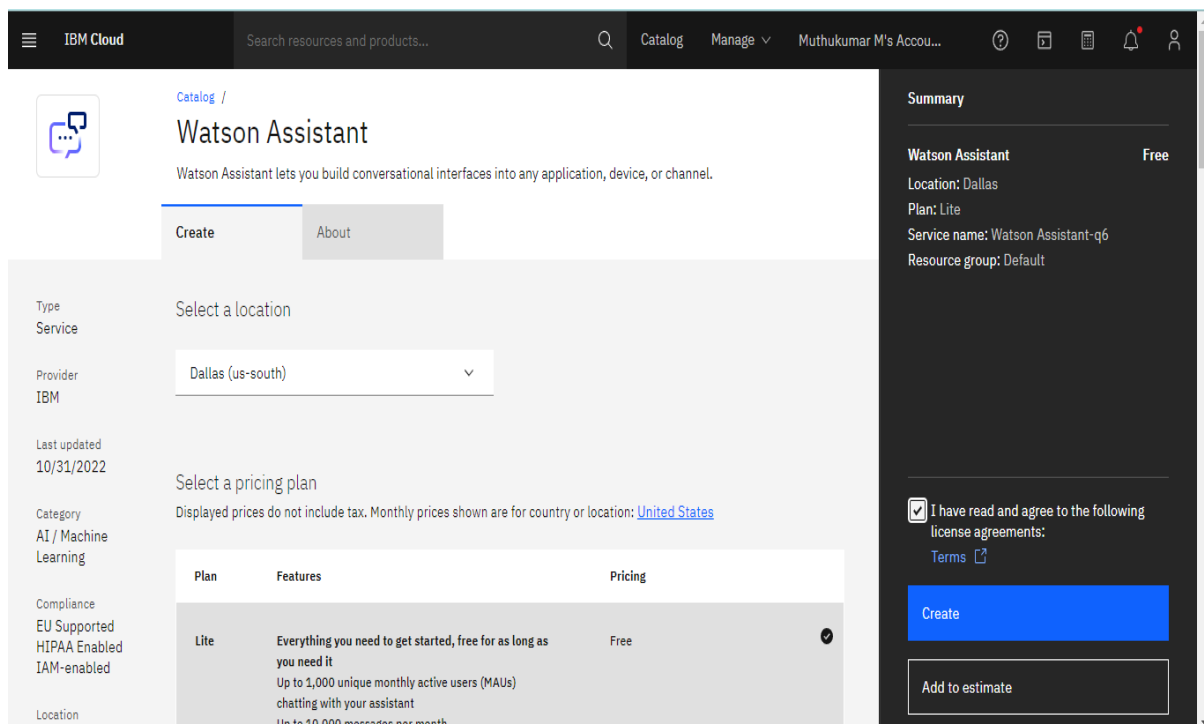 IBM Cloud
Search resources and products...
Catalog
Manage
Muthukumar M's Accou...
Catalog /
Watson Assistant
Watson Assistant lets you build conversational interfaces into any application, device, or channel.
Create
About
Type
Service
Provider
IBM
Last updated
10/31/2022
Category
AI / Machine
Learning
Compliance
EU Supported
HIPAA Enabled
IAM-enabled
Location
Select a location
Dallas (us-south)
Select a pricing plan
Displayed prices do not include tax. Monthly prices shown are for country or location: United States
Plan Features Pricing
Lite Everything you need to get started, free for as long as Free
you need it
Up to 1,000 unique monthly active users (MAUs)
chatting with your assistant
Up to 10,000 messages per month
Summary
Watson Assistant Free
Location: Dallas
Plan: Lite
Service name: Watson Assistant-q6
Resource group: Default
I have read and agree to the following
license agreements:
Terms
Create
Add to estimate